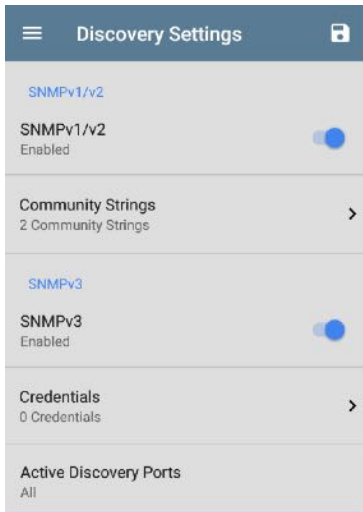 Discovery Settings
SNMPv1/v2
SNMPv1/v2
Enabled
Community Strings
2 Community Strings
SNMPv3
SNMPv3
Enabled
Credentials
0 Credentials
Active Discovery Ports
All